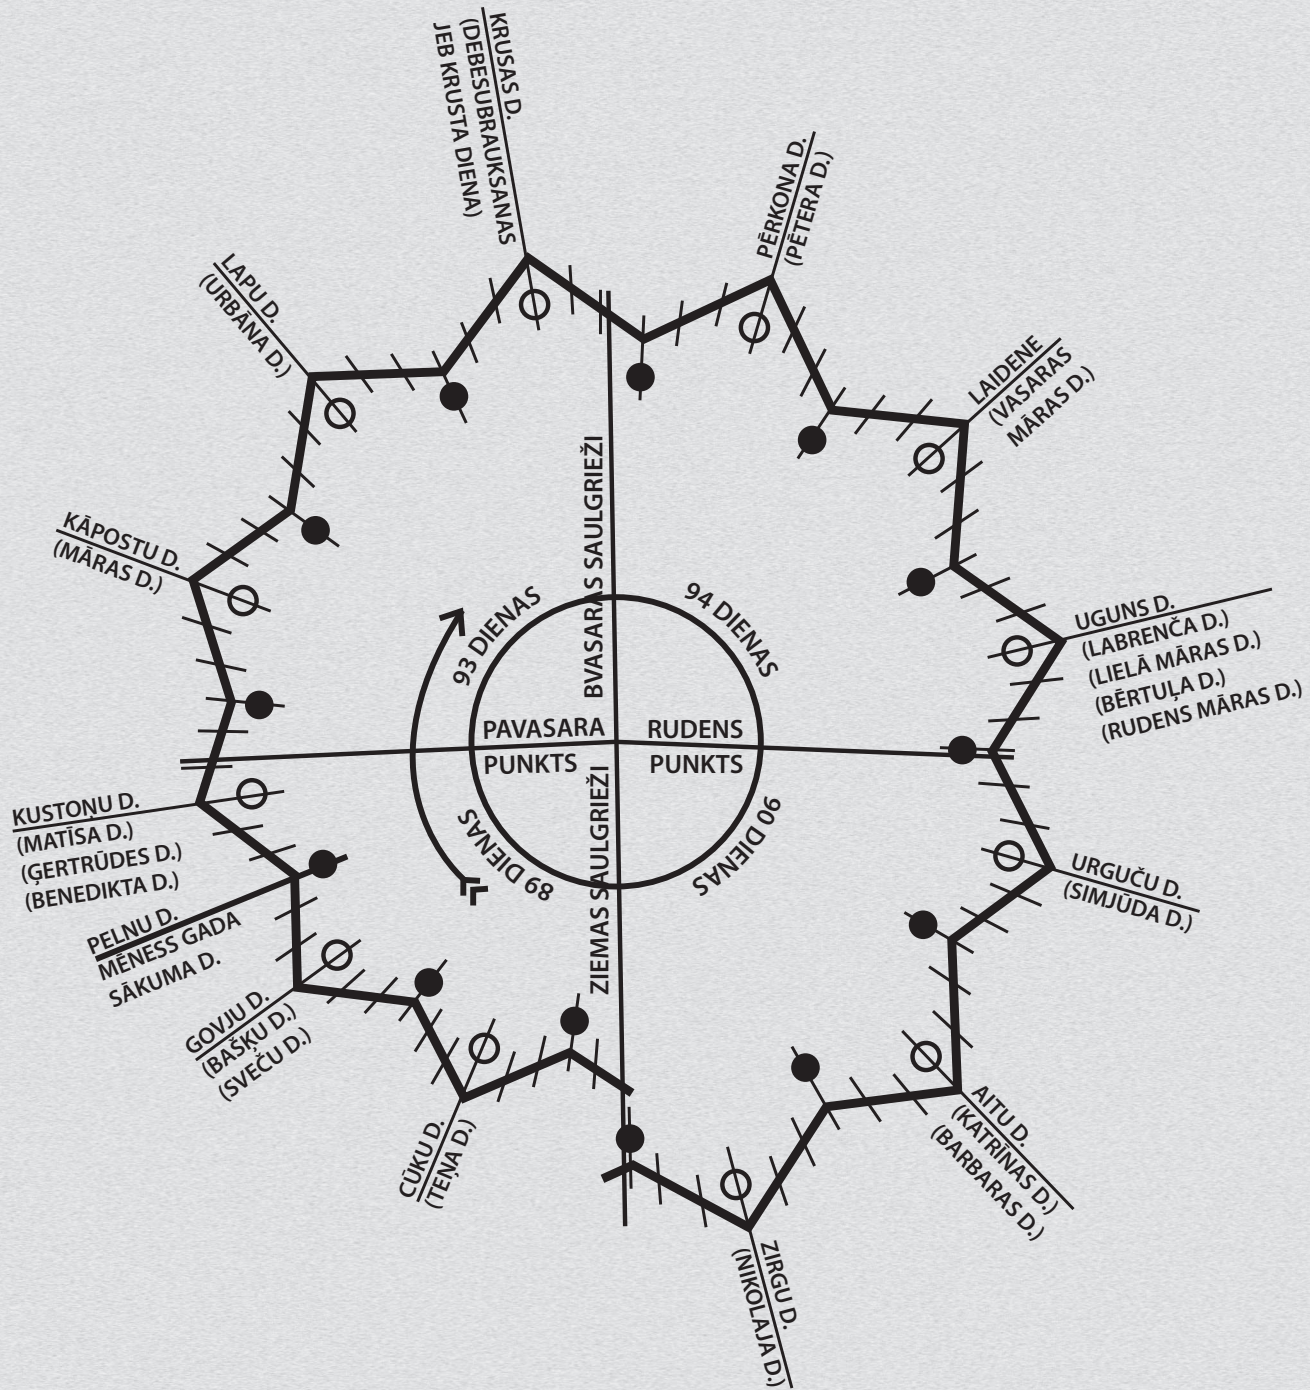 KRUSAS D.
(DEBESUBRAUKSANAS
JEB KRUSTA DIENA)
PĒRKONA D.
(PĒTERA D.)
LAIDENE
(VASARAS
MĀRAS D.)
UGUNS D.
(LABRENČA D.)
(LIELĀ MĀRAS D.)
(BĒRTUĻA D.)
(RUDENS MĀRAS D.)
URGUČU D.
(SIMJŪDA D.)
AITU D.
(KATRĪNAS D.)
(BARBARAS D.)
ZIRGU D.
(NIKOLAJA D.)
CŪKU D.
(TEŅA D.)
GOVJU D.
(BAŠĶU D.)
(SVEČU D.)
PELNU D.
MĒNESS GADA
SĀKUMA D.
KUSTOŅU D.
(MATĪSA D.)
(ĢERTRŪDES D.)
(BENEDIKTA D.)
KĀPOSTU D.
(MĀRAS D.)
LAPU D.
(URBĀNA D.)
93 DIENAS
94 DIENAS
90 DIENAS
89 DIENAS
BVASARAS SAULGRIEŽI
PAVASARA
PUNKTS
RUDENS
PUNKTS
ZIEMAS SAULGRIEŽI